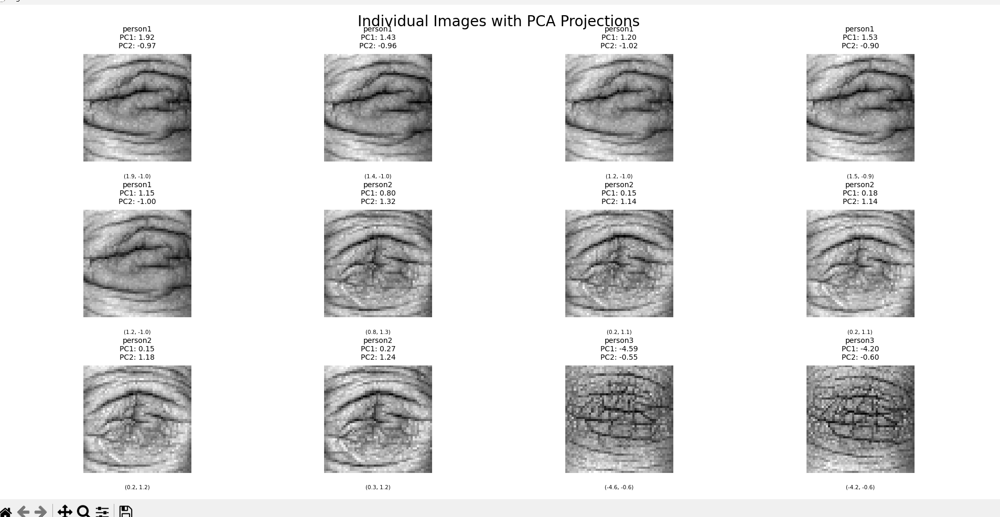 Individual Images with PCA Projections
person1
PC1: 1.92
PC2: -0.97
person1
PC1: 1.43
PC2: -0.96
person1
PC1: 1.20
PC2: -1.02
person1
PC1: 1.53
PC2: -0.90
(1.9, -1.0)
(1.4, -1.0)
(1.2, -1.0)
(1.5, -0.9)
person1
PC1: 1.15
PC2: -1.00
person2
PC1: 0.80
PC2: 1.32
person2
PC1: 0.15
PC2: 1.14
person2
PC1: 0.18
PC2: 1.14
(1.2, -1.0)
(0.8, 1.3)
(0.2, 1.1)
(0.2, 1.1)
person2
PC1: 0.15
PC2: 1.18
person2
PC1: 0.27
PC2: 1.24
person3
PC1: -4.59
PC2: -0.55
person3
PC1: -4.20
PC2: -0.60
(0.2, 1.2)
(0.3, 1.2)
(-4.6, -0.6)
(-4.2, -0.6)